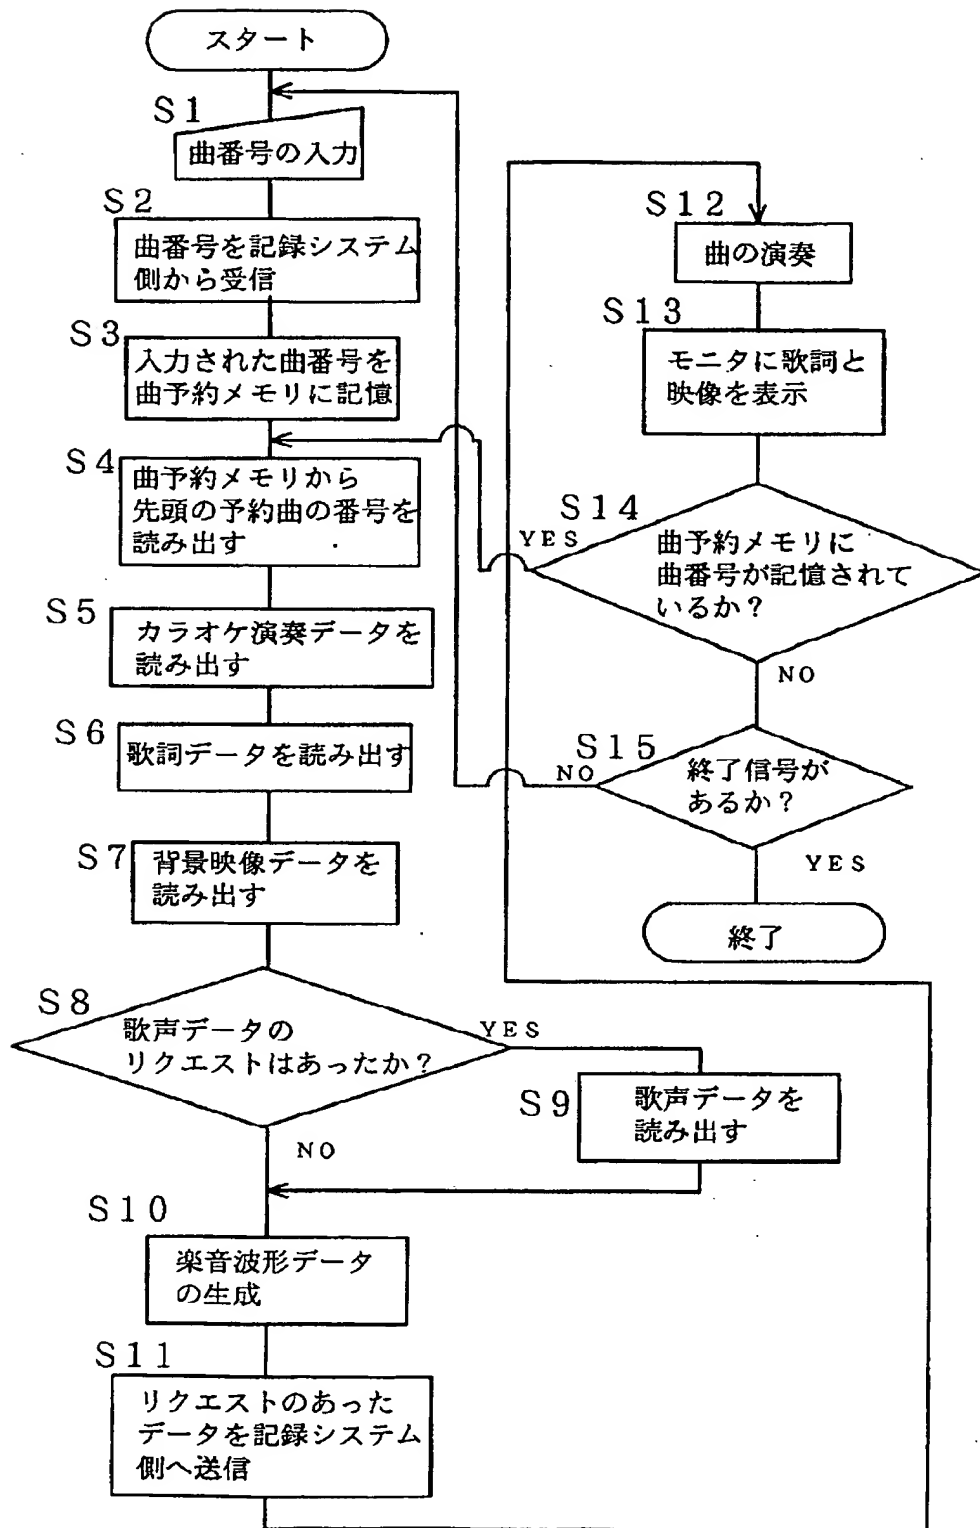 スタート
S1
曲番号の入力
S2
曲番号を記録システム
側から受信
S3
入力された曲番号を
曲予約メモリに記憶
S4
曲予約メモリから
先頭の予約曲の番号を
読み出す
S5
カラオケ演奏データを
読み出す
S6
歌詞データを読み出す
S7
背景映像データを
読み出す
S8
歌声データの
リクエストはあったか？
YES
NO
S9
歌声データを
読み出す
S10
楽音波形データ
の生成
S11
リクエストのあった
データを記録システム
側へ送信
S12
曲の演奏
S13
モニタに歌詞と
映像を表示
S14
YES
曲予約メモリに
曲番号が記憶されて
いるか？
NO
S15
NO
終了信号が
あるか？
YES
終了